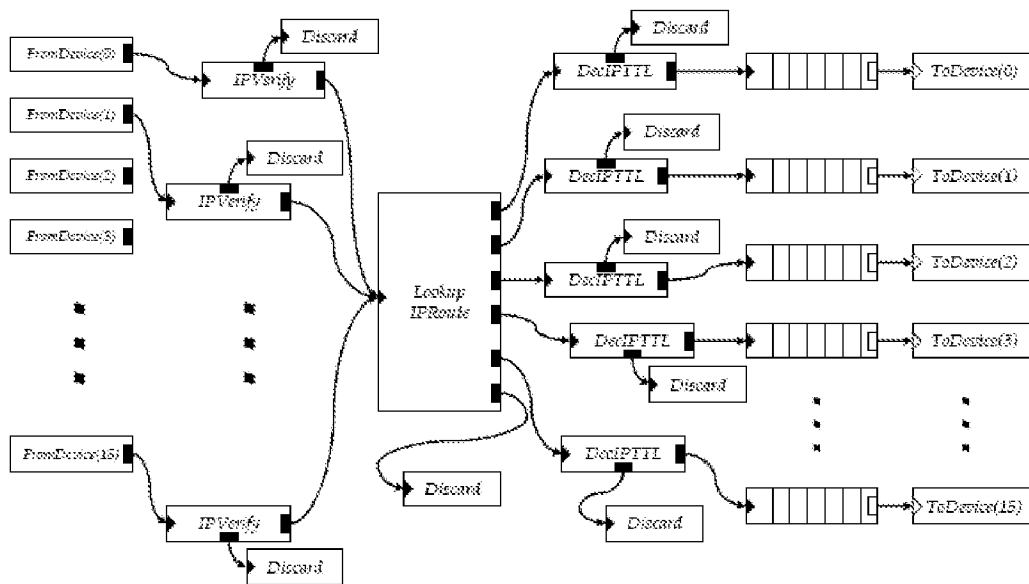 Discard
FromDevice(0)
IPVerify
FromDevice(1)
Discard
FromDevice(2)
IPVerify
FromDevice(3)
Lookup
IPRoute
FromDevice(15)
IPVerify
Discard
Discard
Discard
DecIPTTL
ToDevice(0)
Discard
DecIPTTL
ToDevice(1)
Discard
DecIPTTL
ToDevice(2)
DecIPTTL
ToDevice(3)
Discard
DecIPTTL
Discard
ToDevice(15)